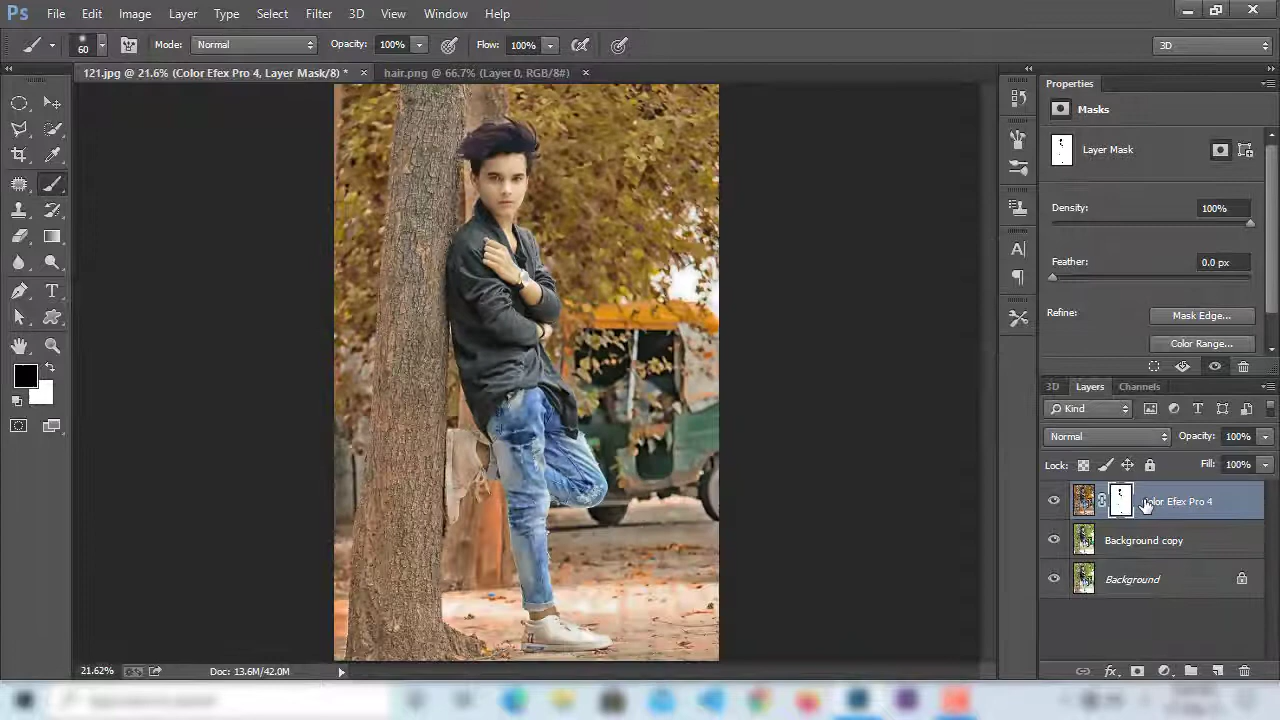 Ps File Edit Image Layer Type Select Filter 3D View Window Help
60 Mode: Normal Opacity: 100% Flow: 100% 3D
121.jpg @ 21.6% (Color Efex Pro 4, Layer Mask/8) * × hair.png @ 66.7% (Layer 0, RGB/8#) ×
Properties
Masks
Layer Mask
Density: 100%
Feather: 0.0 px
Refine: Mask Edge...
Color Range...
3D Layers Channels
Kind
Normal Opacity: 100%
Lock: Fill: 100%
Color Efex Pro 4
Background copy
Background
21.62% Doc: 13.6M/42.0M